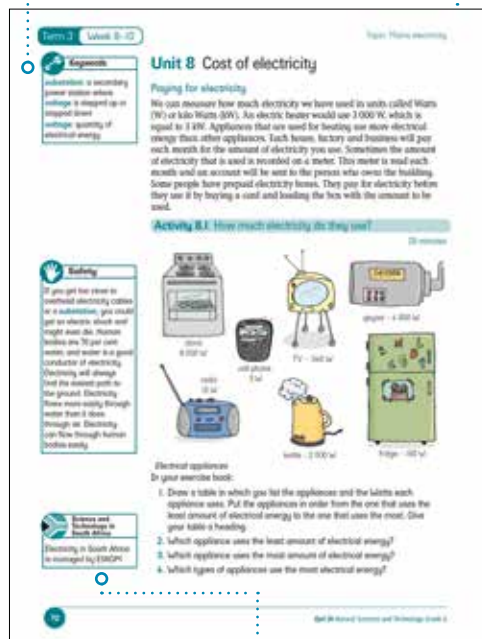 Term 3 Week 8–10
Topic: Mains electricity
Keywords
substation: a secondary
power station where
voltage is stepped up or
stepped down
voltage: quantity of
electrical energy
Unit 8 Cost of electricity
Paying for electricity
We can measure how much electricity we have used in units called Watts
(W) or kilo Watts (kW). An electric heater would use 3 000 W, which is
equal to 3 kW. Appliances that are used for heating use more electrical
energy than other appliances. Each house, factory and business will pay
each month for the amount of electricity you use. Sometimes the amount
of electricity that is used is recorded on a meter. This meter is read each
month and an account will be sent to the person who owns the building.
Some people have prepaid electricity boxes. They pay for electricity before
they use it by buying a card and loading the box with the amount to be
used.
Activity 8.1 How much electricity do they use?
Safety
If you get too close to
overhead electricity cables
or a substation, you could
get an electric shock and
might even die. Human
bodies are 70 per cent
water, and water is a good
conductor of electricity.
Electricity will always
find the easiest path to
the ground. Electricity
flows more easily through
water than it does
through air. Electricity
can flow through human
bodies easily.
stove
cell phone
radio
TV –
geyser –
kettle –
fridge –
Electrical appliances
In your exercise book:
1. Draw a table in which you list the appliances and the Watts each
appliance uses. Put the appliances in order from the one that uses the
least amount of electrical energy to the one that uses the most. Give
your table a heading.
2. Which appliance uses the least amount of electrical energy?
3. Which appliance uses the most amount of electrical energy?
4. Which types of appliances use the most electrical energy?
Science and
Technology in
South Africa
Electricity in South Africa
is managed by ESKOM.
Natural Sciences and Technology Grade 6